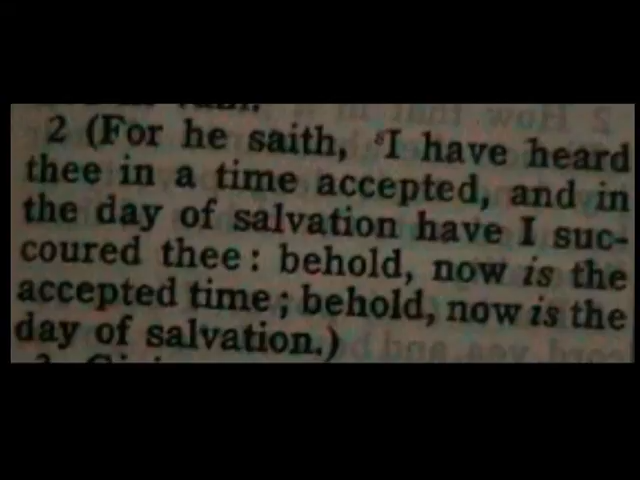 2 (For he saith, ˢI have heard
thee in a time accepted, and in
the day of salvation have I suc-
coured thee: behold, now is the
accepted time; behold, now is the
day of salvation.)